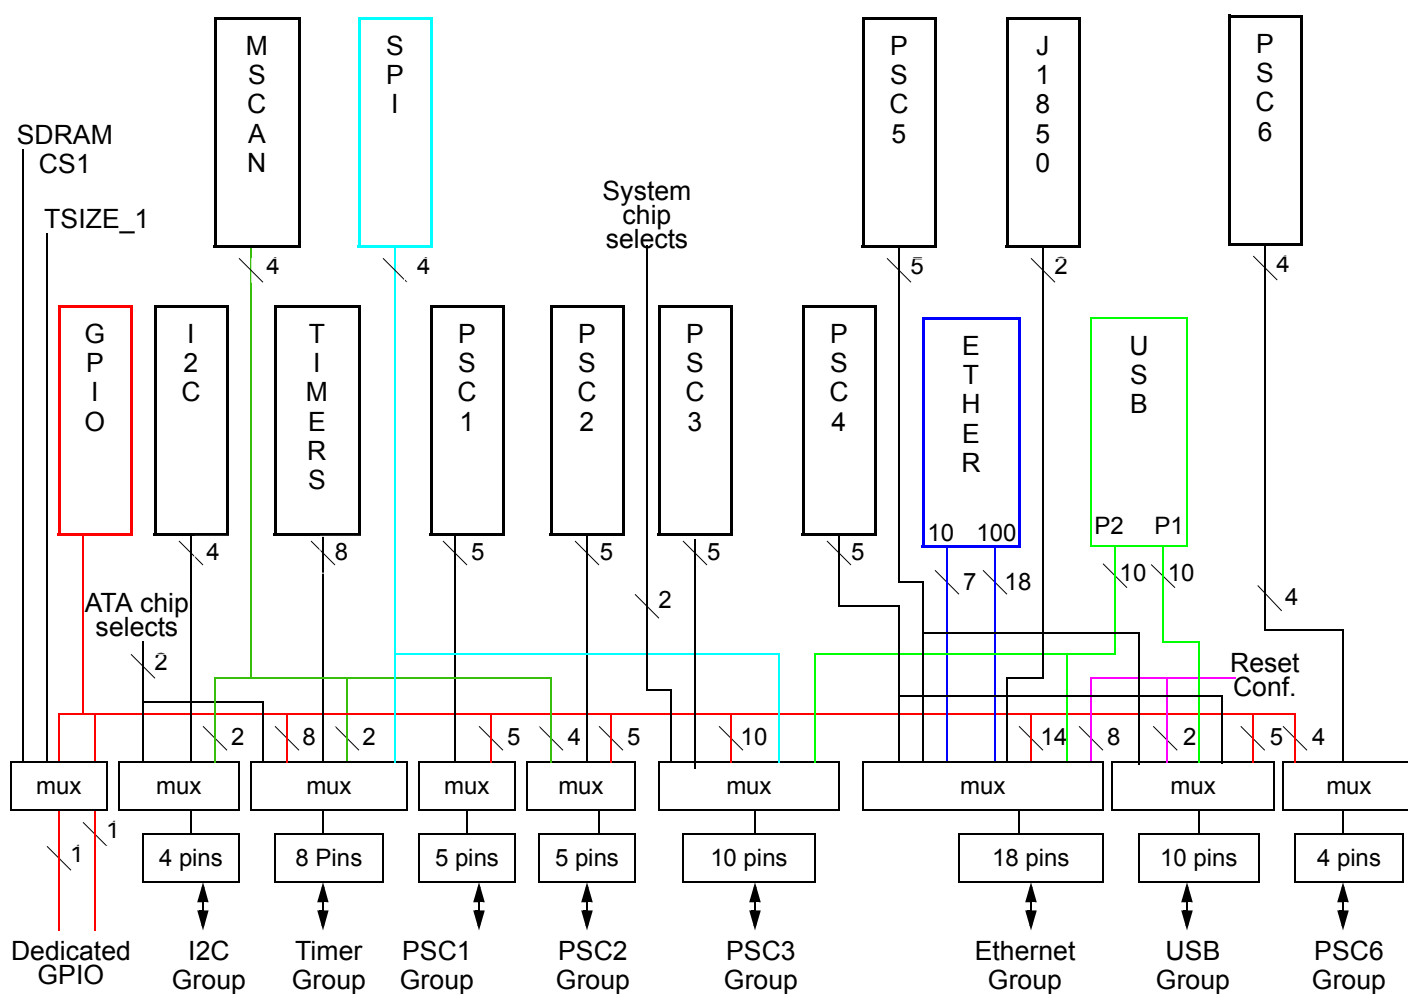 MSCAN
SPI
PSC5
J1850
PSC6
SDRAM
CS1
TSIZE_1
System
chip
selects
4
4
5
2
4
GPIO
I2C
TIMERS
PSC1
PSC2
PSC3
PSC4
ETHER
USB
10 100
P2 P1
4
8
5
5
5
5
7
18
10
10
4
ATA chip
selects
2
2
Reset
Conf.
2
8
2
5
4
5
10
14
8
2
5
4
mux
mux
mux
mux
mux
mux
mux
mux
mux
1
1
4 pins
8 Pins
5 pins
5 pins
10 pins
18 pins
10 pins
4 pins
Dedicated
GPIO
I2C
Group
Timer
Group
PSC1
Group
PSC2
Group
PSC3
Group
Ethernet
Group
USB
Group
PSC6
Group